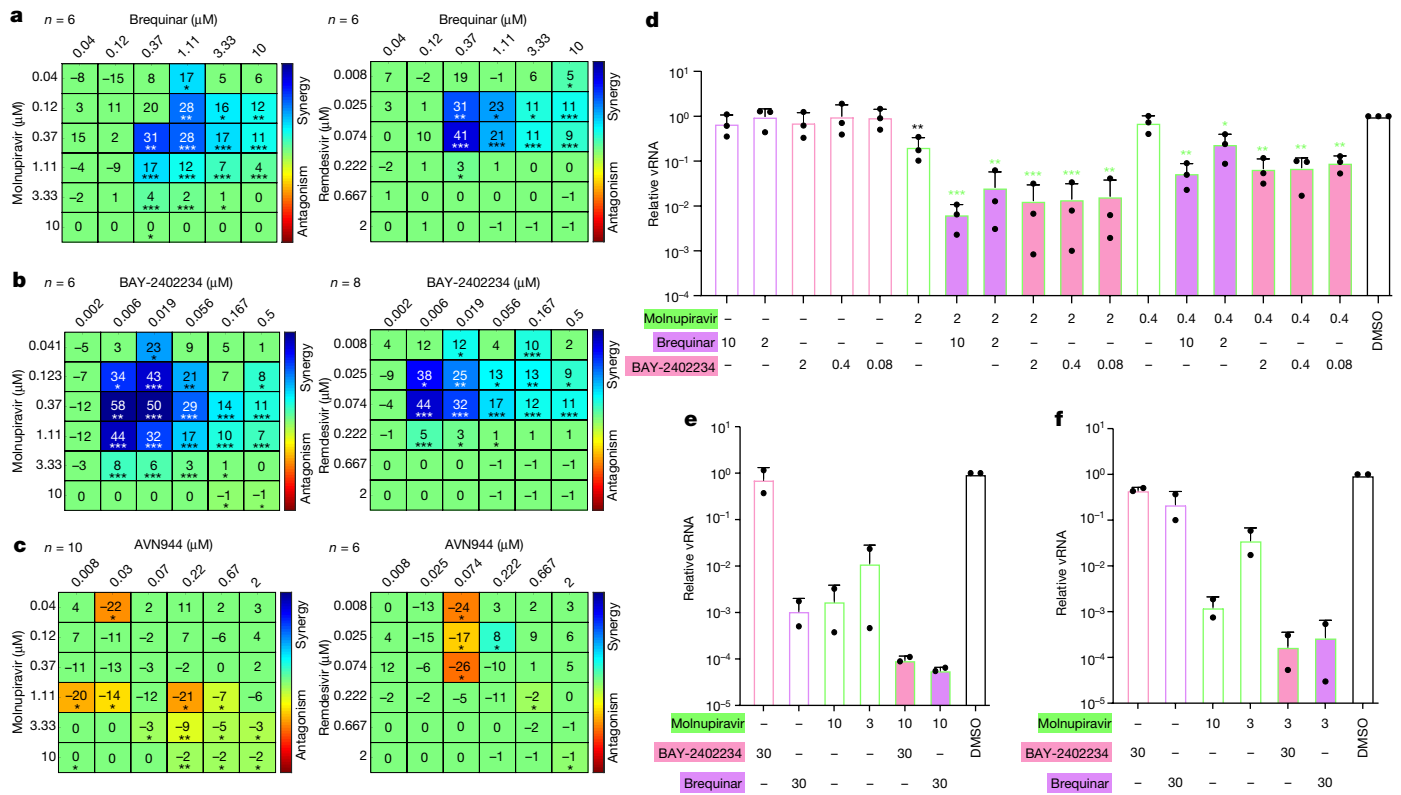 a
n = 6
Brequinar (μM)
0.04 0.12 0.37 1.11 3.33 10
Molnupiravir (μM)
0.04 –8 –15 8 17 5 6
*
0.12 3 11 20 28 16 12
** * **
0.37 15 2 31 28 17 11
** *** *** ***
1.11 –4 –9 17 12 7 4
*** *** *** ***
3.33 –2 1 4 2 1 0
*** *** *
10 0 0 0 0 0 0
*
Synergy
Antagonism
n = 6
Brequinar (μM)
0.04 0.12 0.37 1.11 3.33 10
Remdesivir (μM)
0.008 7 –2 19 –1 6 5
*
0.025 3 1 31 23 11 11
** * * ***
0.074 0 10 41 21 11 9
*** *** *** ***
0.222 –2 1 3 0 0 0
*
0.667 1 0 0 0 0 –1
2 0 1 0 –1 –1 –1
Synergy
Antagonism
b
n = 6
BAY-2402234 (μM)
0.002 0.006 0.019 0.056 0.167 0.5
Molnupiravir (μM)
0.041 –5 3 23 9 5 1
*
0.123 –7 34 43 21 7 8
* *** ** *
0.37 –12 58 50 29 14 11
** *** *** *** ***
1.11 –12 44 32 17 10 7
*** *** *** *** ***
3.33 –3 8 6 3 1 0
*** *** *** *
10 0 0 0 0 –1 –1
* *
Synergy
Antagonism
n = 8
BAY-2402234 (μM)
0.002 0.006 0.019 0.056 0.167 0.5
Remdesivir (μM)
0.008 4 12 12 4 10 2
* ***
0.025 –9 38 25 13 13 9
* ** * ** *
0.074 –4 44 32 17 12 11
*** *** *** *** ***
0.222 –1 5 3 1 1 1
*** * *
0.667 0 0 0 –1 –1 –1
2 0 0 0 –1 –1 –1
Synergy
Antagonism
c
n = 10
AVN944 (μM)
0.008 0.03 0.07 0.22 0.67 2
Molnupiravir (μM)
0.04 4 –22 2 11 2 3
*
0.12 7 –11 –2 7 –6 4
0.37 –11 –13 –3 –2 0 2
1.11 –20 –14 –12 –21 –7 –6
* * * *
3.33 0 0 –3 –9 –5 –3
* ** * *
10 0 0 0 –2 –2 –2
* ** * *
Synergy
Antagonism
n = 6
AVN944 (μM)
0.008 0.025 0.074 0.222 0.667 2
Remdesivir (μM)
0.008 0 –13 –24 3 2 3
*
0.025 4 –15 –17 8 9 6
* *
0.074 12 –6 –26 –10 1 5
*
0.222 –2 –2 –5 –11 –2 0
*
0.667 0 0 0 0 –2 –1
2 0 0 0 –1 –1 –1
*
Synergy
Antagonism
d
Relative vRNA
10¹
10⁰
10⁻¹
10⁻²
10⁻³
10⁻⁴
** *** ** *** *** ** ** * ** ** **
Molnupiravir – – – – – 2 2 2 2 2 2 0.4 0.4 0.4 0.4 0.4 0.4
Brequinar 10 2 – – – – 10 2 – – – – 10 2 – – –
BAY-2402234 – – 2 0.4 0.08 – – – 2 0.4 0.08 – – – 2 0.4 0.08
DMSO
e
Relative vRNA
10¹
10⁰
10⁻¹
10⁻²
10⁻³
10⁻⁴
10⁻⁵
Molnupiravir – – 10 3 10 10
BAY-2402234 30 – – – 30 –
Brequinar – 30 – – – 30
DMSO
f
Relative vRNA
10¹
10⁰
10⁻¹
10⁻²
10⁻³
10⁻⁴
10⁻⁵
Molnupiravir – – 10 3 3 3
BAY-2402234 30 – – – 30 –
Brequinar – 30 – – – 30
DMSO